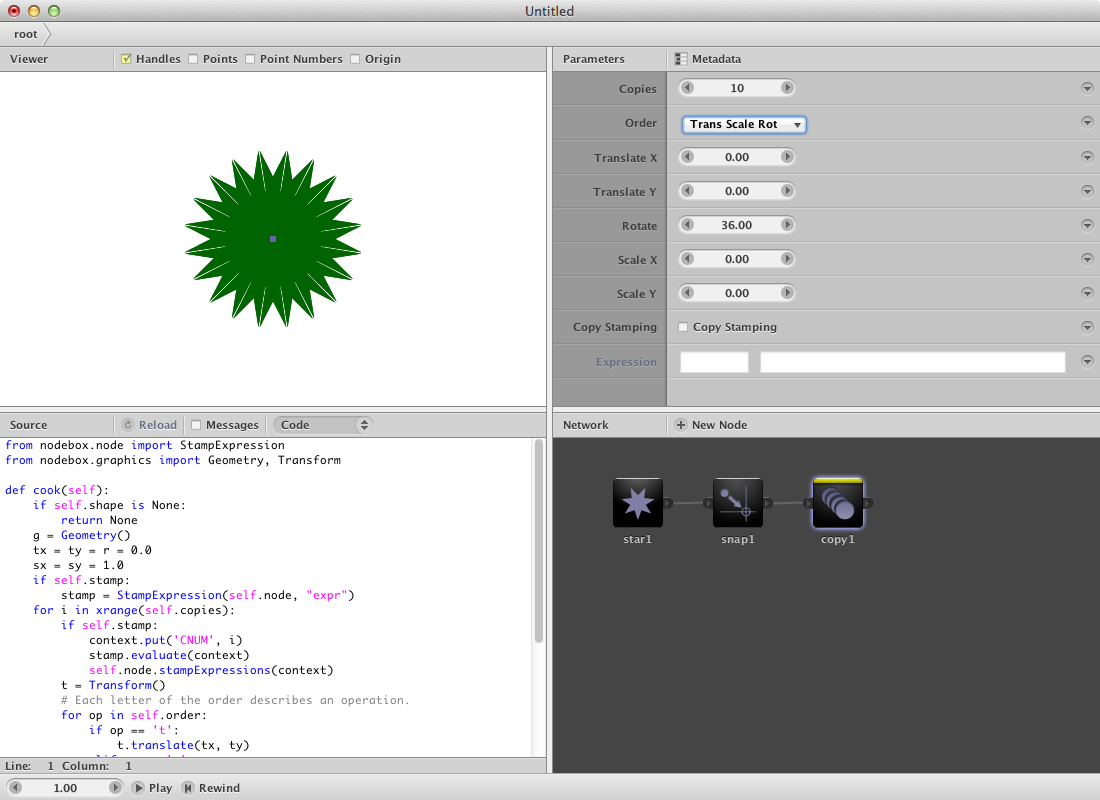 Untitled
root
Viewer Handles Points Point Numbers Origin
Parameters Metadata
Copies 10
Order Trans Scale Rot
Translate X 0.00
Translate Y 0.00
Rotate 36.00
Scale X 0.00
Scale Y 0.00
Copy Stamping Copy Stamping
Expression
Source Reload Messages Code
from nodebox.node import StampExpression
from nodebox.graphics import Geometry, Transform
def cook(self):
    if self.shape is None:
        return None
    g = Geometry()
    tx = ty = r = 0.0
    sx = sy = 1.0
    if self.stamp:
        stamp = StampExpression(self.node, "expr")
    for i in xrange(self.copies):
        if self.stamp:
            context.put('CNUM', i)
            stamp.evaluate(context)
            self.node.stampExpressions(context)
        t = Transform()
        # Each letter of the order describes an operation.
        for op in self.order:
            if op == 't':
                t.translate(tx, ty)
Line: 1 Column: 1
Network New Node
star1 snap1 copy1
1.00 Play Rewind